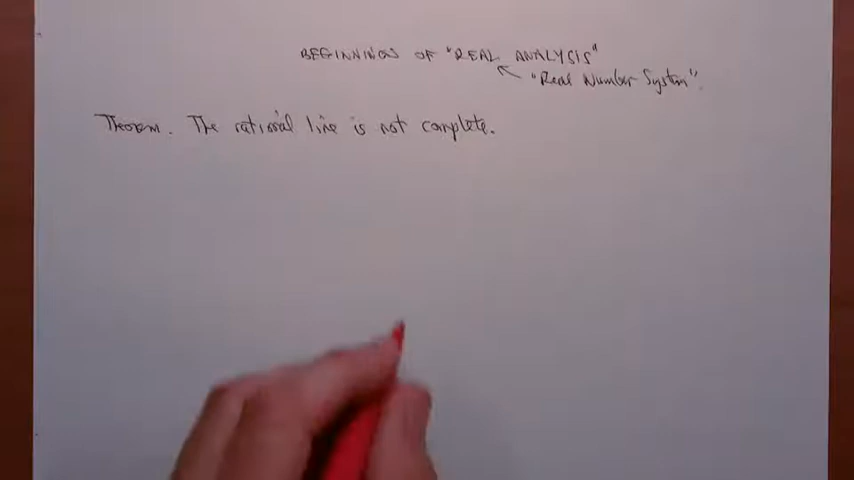 BEGINNINGS OF "REAL ANALYSIS"
"Real Number System"
Theorem. The rational line is not complete.